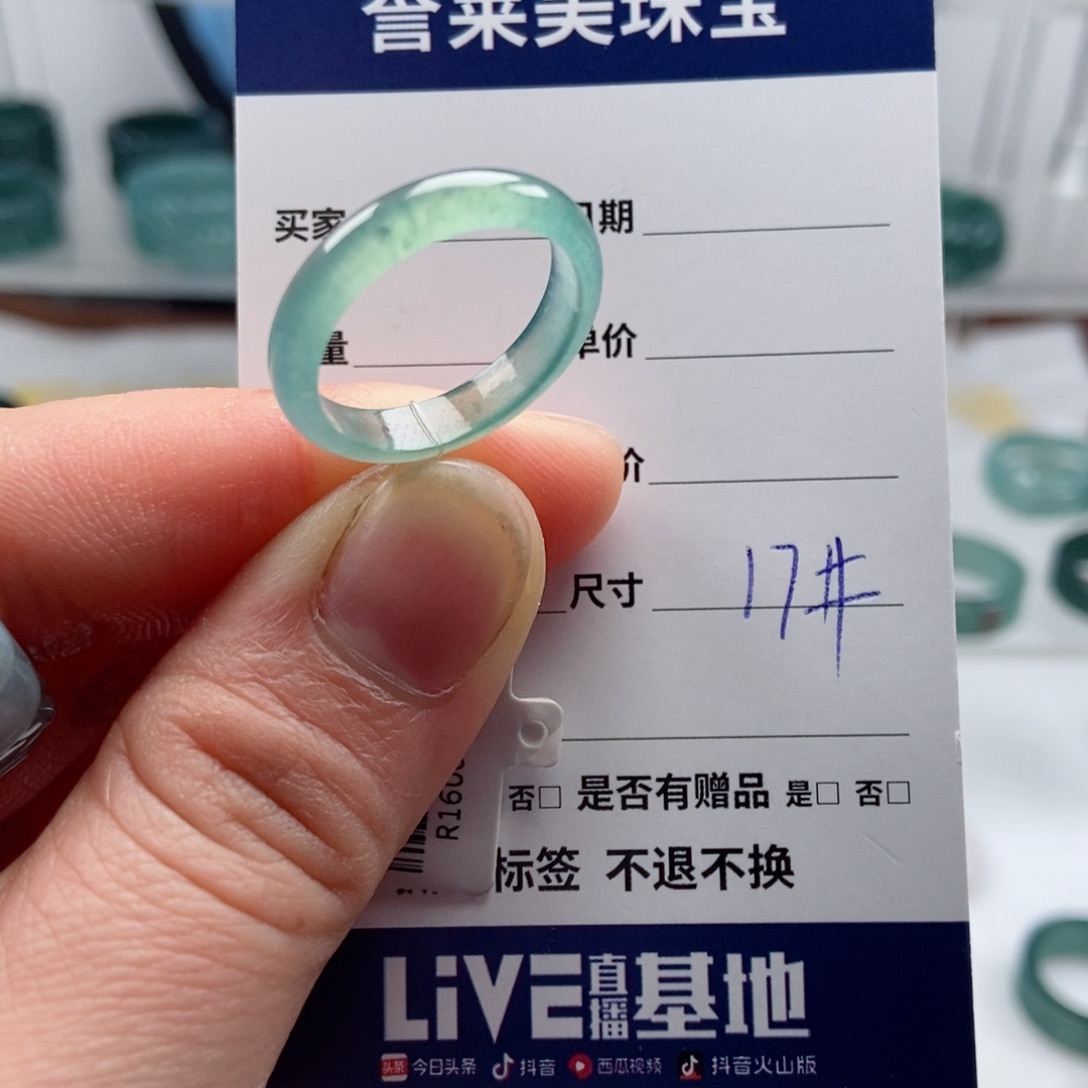 誉莱美珠宝
买家 日期
量 单价
价
尺寸 17#
否□ 是否有赠品 是□ 否□
标签 不退不换
R160
LiVE直播基地
头条 今日头条 抖音 西瓜视频 抖音火山版